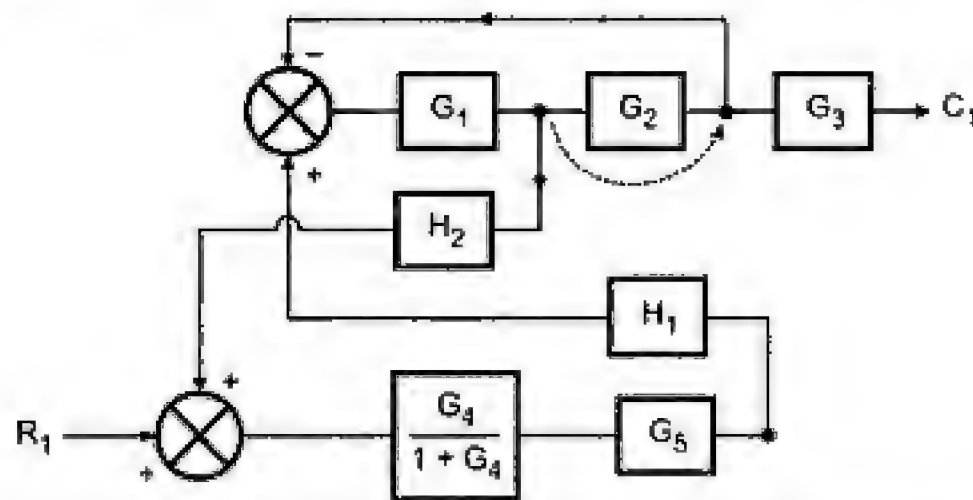 −
G₁
G₂
G₃
C₁
+
H₂
H₁
+
R₁
+
G₄
1 + G₄
G₅